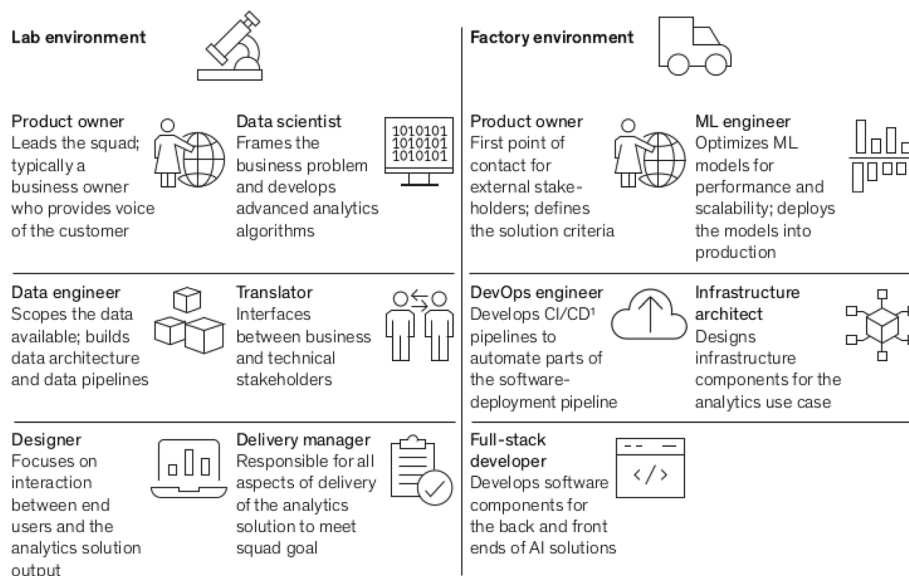 Lab environment
Product owner
Leads the squad;
typically a
business owner
who provides voice
of the customer
Data scientist
Frames the
business problem
and develops
advanced analytics
algorithms
1010101
1010101
1010101
Data engineer
Scopes the data
available; builds
data architecture
and data pipelines
Translator
Interfaces
between business
and technical
stakeholders
Designer
Focuses on
interaction
between end
users and the
analytics solution
output
Delivery manager
Responsible for all
aspects of delivery
of the analytics
solution to meet
squad goal
Factory environment
Product owner
First point of
contact for
external stake-
holders; defines
the solution criteria
ML engineer
Optimizes ML
models for
performance and
scalability; deploys
the models into
production
DevOps engineer
Develops CI/CD¹
pipelines to
automate parts of
the software-
deployment pipeline
Infrastructure
architect
Designs
infrastructure
components for the
analytics use case
Full-stack
developer
Develops software
components for
the back and front
ends of AI solutions
</>